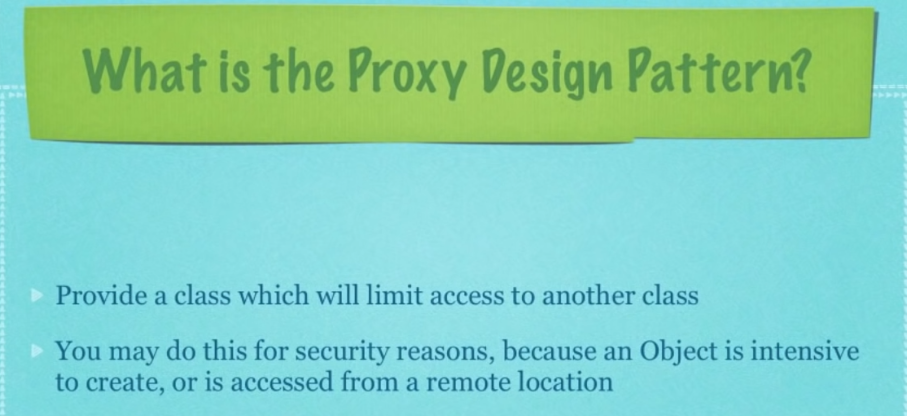 What is the Proxy Design Pattern?
Provide a class which will limit access to another class
You may do this for security reasons, because an Object is intensive
to create, or is accessed from a remote location